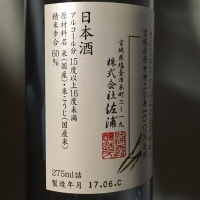 日本酒
アルコール分 15度以上16度未満
原材料名 米(国産)・米こうじ(国産米)
精米歩合 60%
宮城県塩釜市本町二ー一九
株式会社佐浦
275ml詰
製造年月 17.06.C